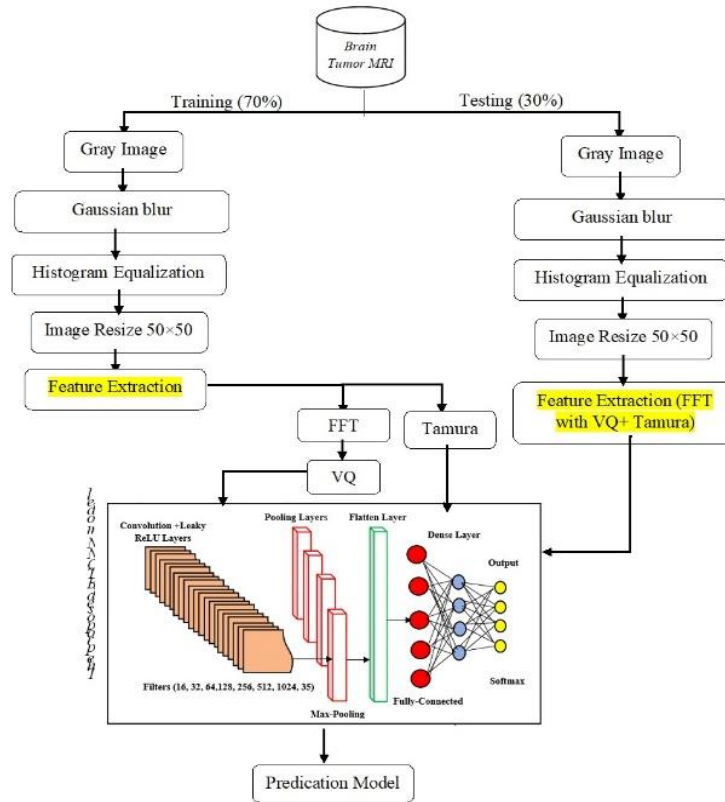 Brain
Tumor MRI
Training (70%)
Testing (30%)
Gray Image
Gray Image
Gaussian blur
Gaussian blur
Histogram Equalization
Histogram Equalization
Image Resize 50×50
Image Resize 50×50
Feature Extraction
Feature Extraction (FFT
with VQ+ Tamura)
FFT
Tamura
VQ
Convolution +Leaky
ReLU Layers
Pooling Layers
Flatten Layer
Dense Layer
Output
Filters (16, 32, 64,128, 256, 512, 1024, 35)
Softmax
Fully-Connected
Max-Pooling
Predication Model